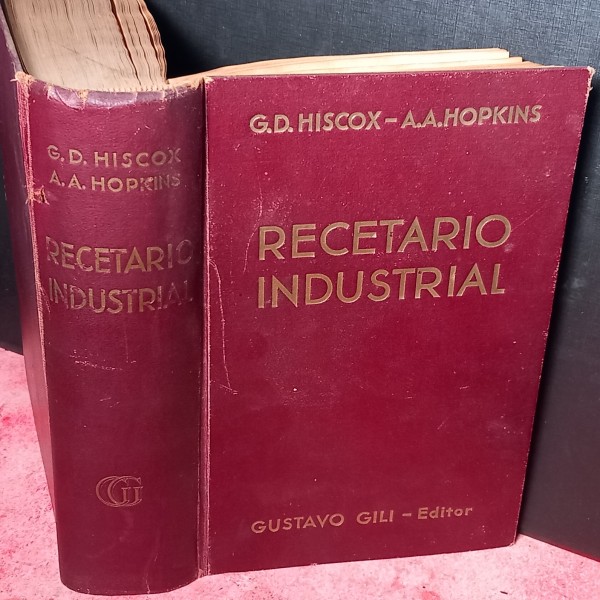 G.D. HISCOX
A.A. HOPKINS
RECETARIO
INDUSTRIAL
GG
G.D. HISCOX – A.A. HOPKINS
RECETARIO
INDUSTRIAL
GUSTAVO GILI – Editor